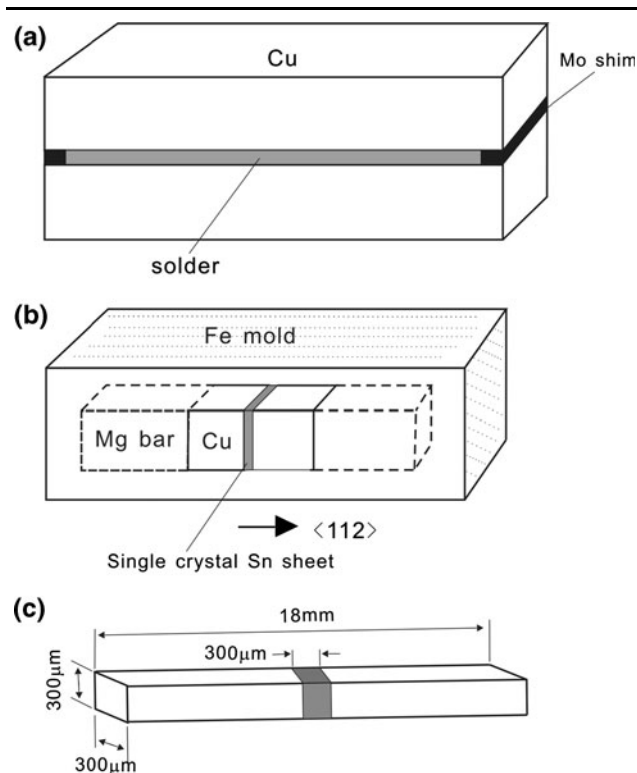 (a)
Cu
Mo shim
solder
(b)
Fe mold
Mg bar
Cu
〈112〉
Single crystal Sn sheet
(c)
18mm
300μm
300μm
300μm